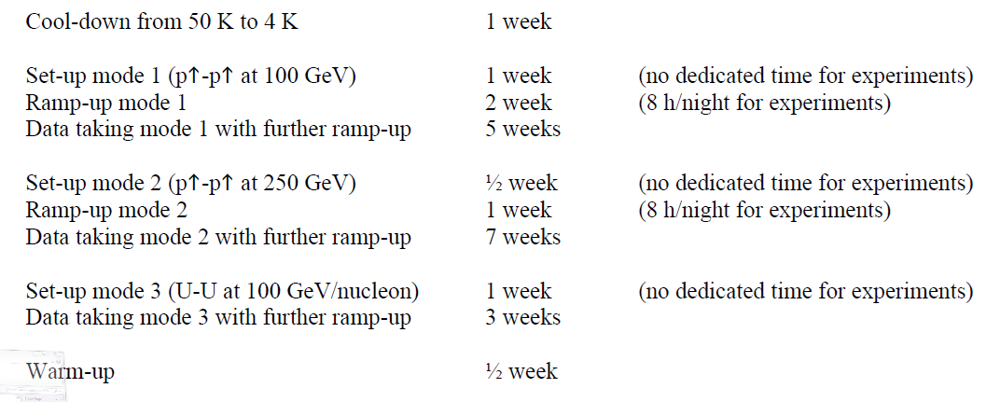 Cool-down from 50 K to 4 K 1 week
Set-up mode 1 (p↑-p↑ at 100 GeV) 1 week (no dedicated time for experiments)
Ramp-up mode 1 2 week (8 h/night for experiments)
Data taking mode 1 with further ramp-up 5 weeks
Set-up mode 2 (p↑-p↑ at 250 GeV) ½ week (no dedicated time for experiments)
Ramp-up mode 2 1 week (8 h/night for experiments)
Data taking mode 2 with further ramp-up 7 weeks
Set-up mode 3 (U-U at 100 GeV/nucleon) 1 week (no dedicated time for experiments)
Data taking mode 3 with further ramp-up 3 weeks
Warm-up ½ week